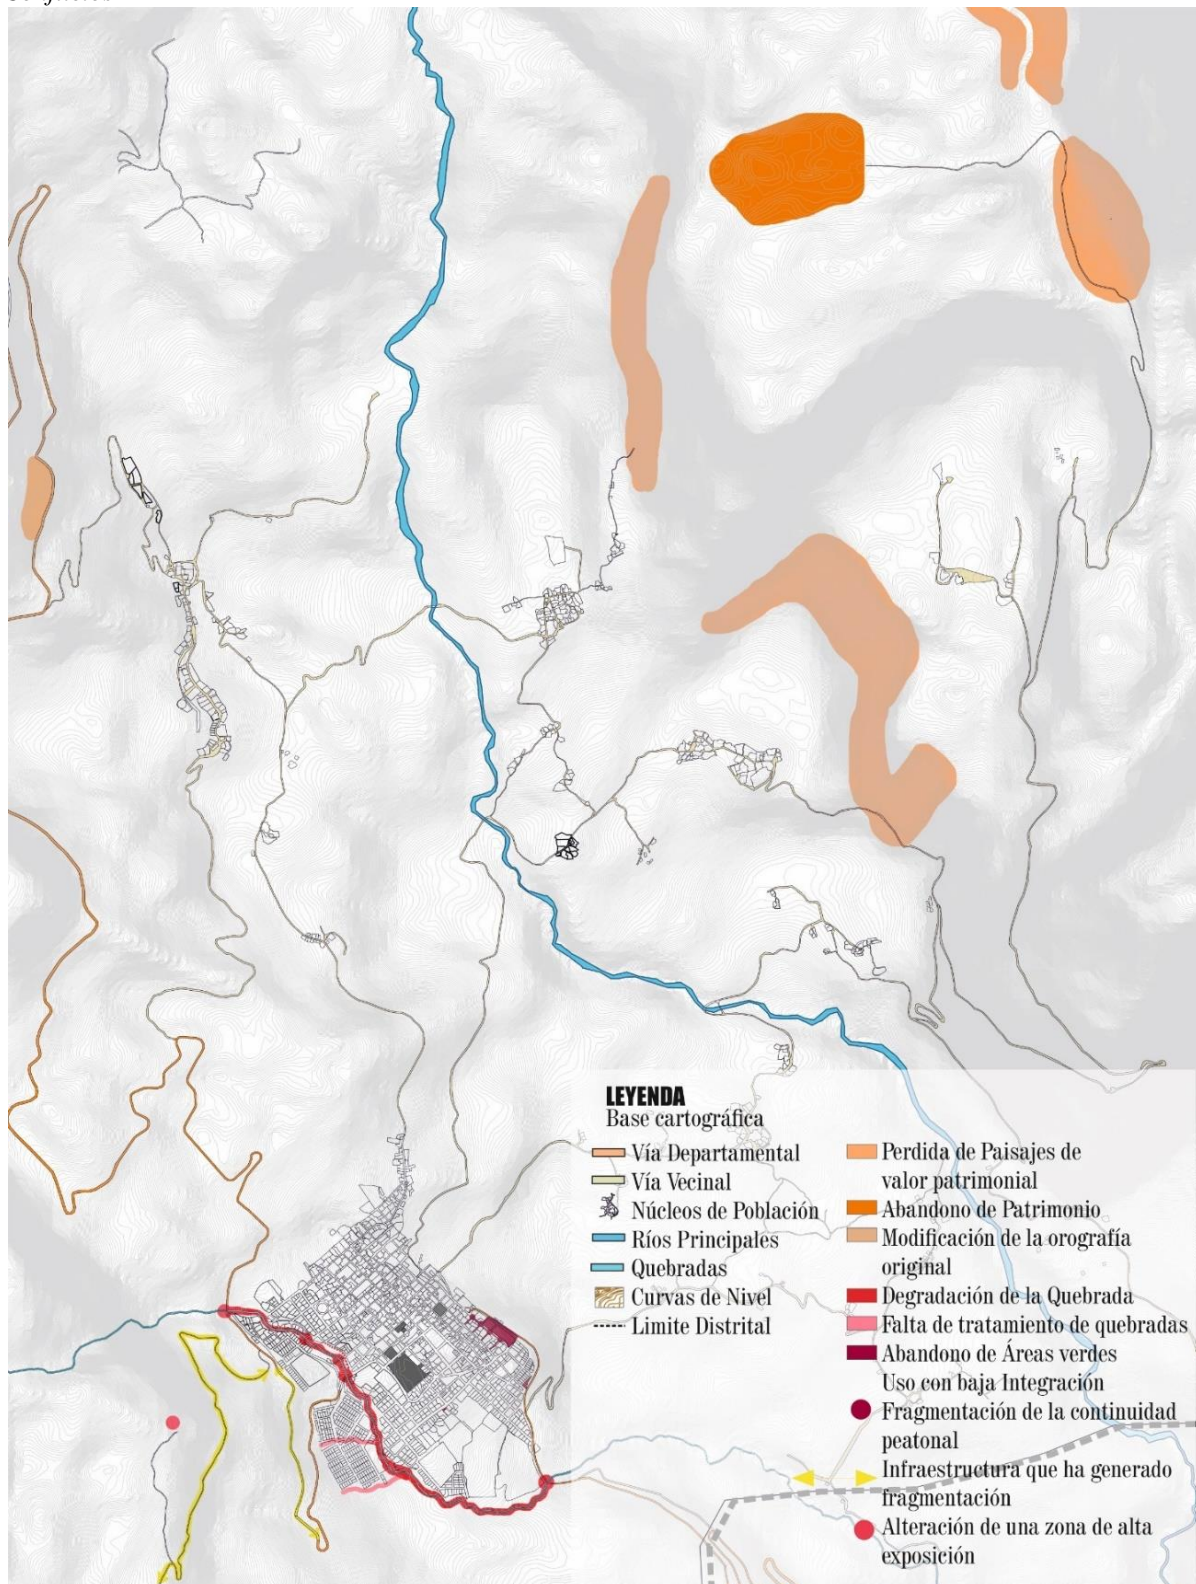 LEYENDA
Base cartográfica
Vía Departamental
Vía Vecinal
Núcleos de Población
Ríos Principales
Quebradas
Curvas de Nivel
Limite Distrital
Perdida de Paisajes de
valor patrimonial
Abandono de Patrimonio
Modificación de la orografía
original
Degradación de la Quebrada
Falta de tratamiento de quebradas
Abandono de Áreas verdes
Uso con baja Integración
Fragmentación de la continuidad
peatonal
Infraestructura que ha generado
fragmentación
Alteración de una zona de alta
exposición